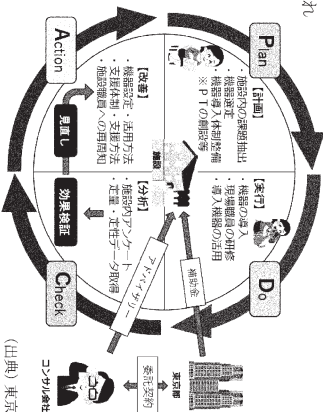 れ
Plan
【計画】
・施設内の課題抽出
・機器選定
・機器導入体制整備
※PTの創設等
Do
【実行】
・機器の導入
・現場職員の研修
・導入機器の活用
Action
【改善】
・機器設定・活用方法
・支援体制・支援方法
・施設職員への再周知
見直し
施設
Check
【分析】
・施設内アンケート
・定量・定性データ取得
効果検証
補助金
アドバイザリー
東京都
委託契約
コンサル会社
(出典)東京